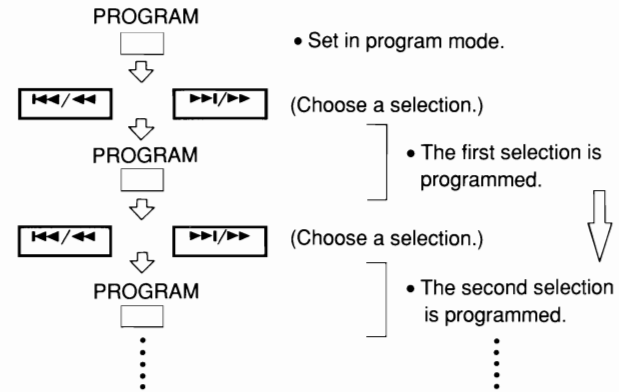 PROGRAM
• Set in program mode.
I◀◀/◀◀ ▶▶I/▶▶ (Choose a selection.)
PROGRAM
• The first selection is
programmed.
I◀◀/◀◀ ▶▶I/▶▶ (Choose a selection.)
PROGRAM
• The second selection
is programmed.